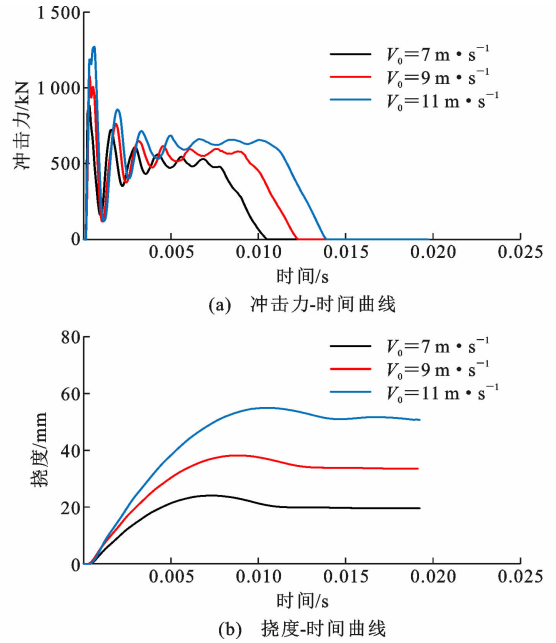 1 500
1 000
500
0
冲击力/kN
V₀=7 m·s⁻¹
V₀=9 m·s⁻¹
V₀=11 m·s⁻¹
0.005 0.010 0.015 0.020 0.025
时间/s
(a) 冲击力-时间曲线
80
60
40
20
0
挠度/mm
V₀=7 m·s⁻¹
V₀=9 m·s⁻¹
V₀=11 m·s⁻¹
0.005 0.010 0.015 0.020 0.025
时间/s
(b) 挠度-时间曲线